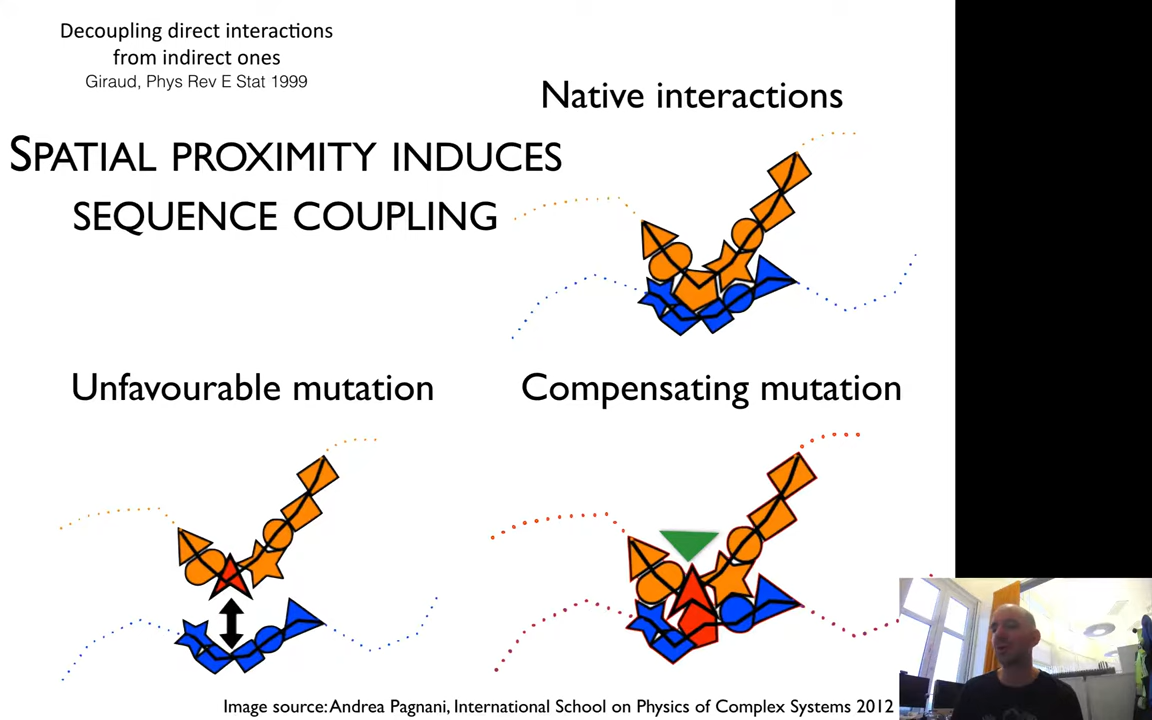 Decoupling direct interactions
from indirect ones
Giraud, Phys Rev E Stat 1999
Native interactions
SPATIAL PROXIMITY INDUCES
SEQUENCE COUPLING
Unfavourable mutation
Compensating mutation
Image source: Andrea Pagnani, International School on Physics of Complex Systems 2012